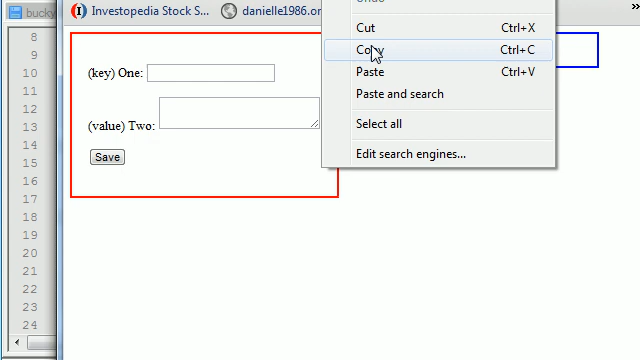 bucky
Investopedia Stock S...
danielle1986.or
Undo
Cut Ctrl+X
Copy Ctrl+C
Paste Ctrl+V
Paste and search
Select all
Edit search engines...
(key) One:
(value) Two:
Save
8
9
10
11
12
13
14
15
16
17
18
19
20
21
22
23
24